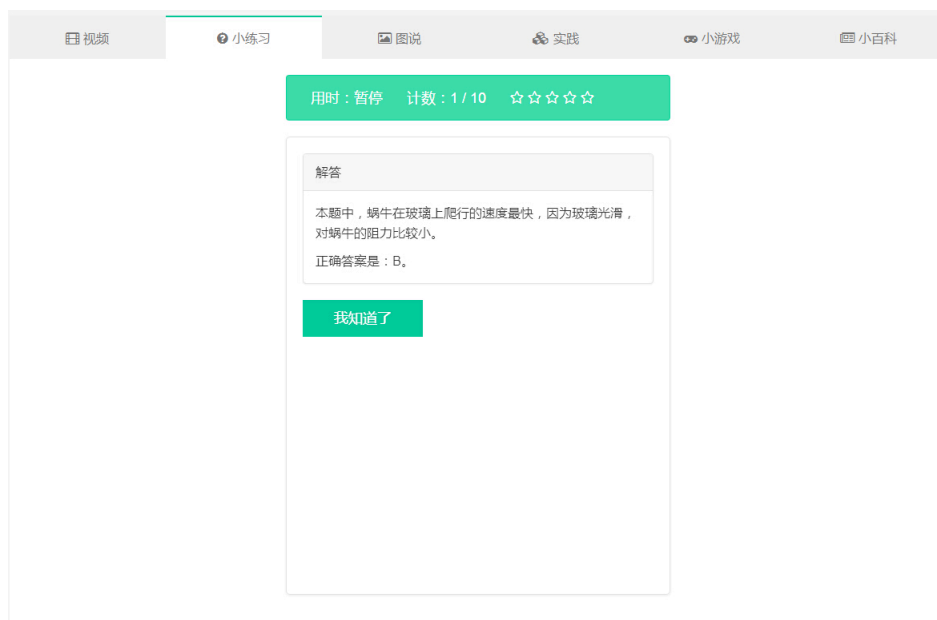 视频 小练习 图说 实践 小游戏 小百科
用时：暂停 计数：1 / 10
解答
本题中，蜗牛在玻璃上爬行的速度最快，因为玻璃光滑，
对蜗牛的阻力比较小。
正确答案是：B。
我知道了